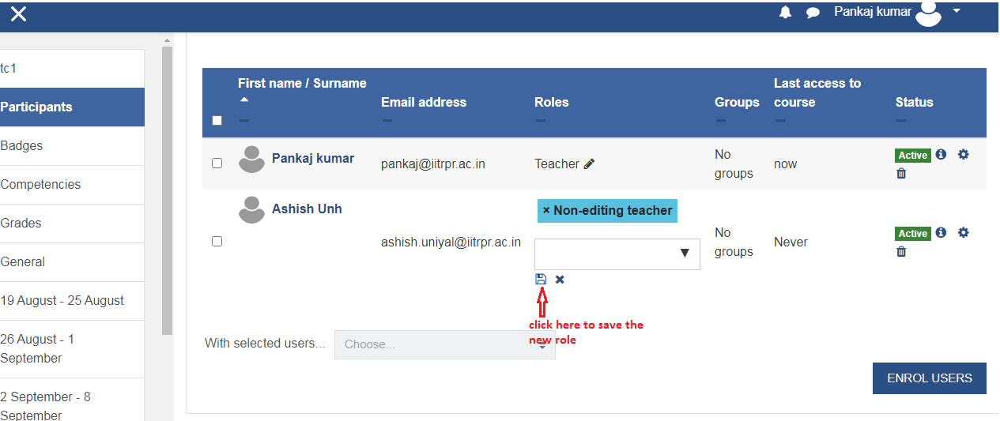 Pankaj kumar
tc1
Participants
Badges
Competencies
Grades
General
19 August - 25 August
26 August - 1
September
2 September - 8
September
First name / Surname
Email address
Roles
Groups
Last access to
course
Status
Pankaj kumar
pankaj@iitrpr.ac.in
Teacher
No
groups
now
Active
Ashish Unh
ashish.uniyal@iitrpr.ac.in
× Non-editing teacher
No
groups
Never
Active
click here to save the
new role
With selected users...
Choose...
ENROL USERS